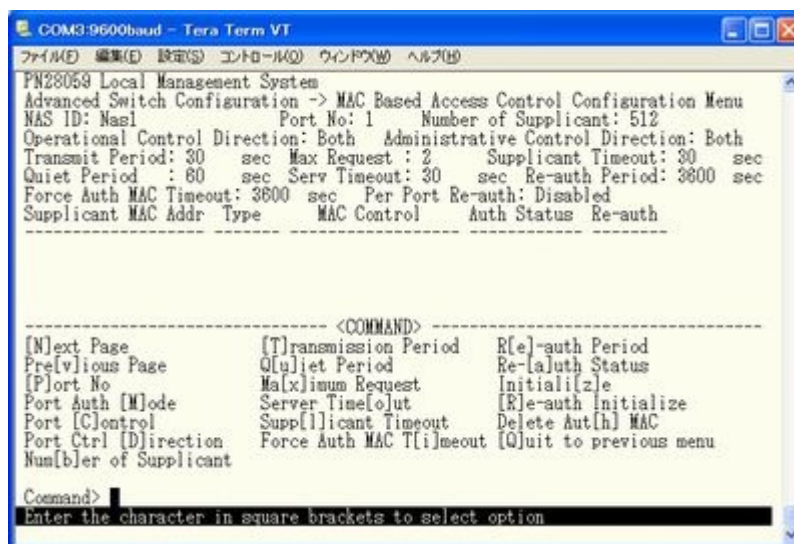 COM3:9600baud - Tera Term VT
ファイル(F) 編集(E) 設定(S) コントロール(O) ウィンドウ(W) ヘルプ(H)
PN28059 Local Management System
Advanced Switch Configuration -> MAC Based Access Control Configuration Menu
NAS ID: Nas1 Port No: 1 Number of Supplicant: 512
Operational Control Direction: Both Administrative Control Direction: Both
Transmit Period: 30 sec Max Request : 2 Supplicant Timeout: 30 sec
Quiet Period : 60 sec Serv Timeout: 30 sec Re-auth Period: 3600 sec
Force Auth MAC Timeout: 3600 sec Per Port Re-auth: Disabled
Supplicant MAC Addr Type MAC Control Auth Status Re-auth
------------------- ------- --------------- ------------ --------
-------------------------------- <COMMAND> -----------------------------------
[N]ext Page [T]ransmission Period R[e]-auth Period
Pre[v]ious Page Q[u]iet Period Re-[a]uth Status
[P]ort No Ma[x]imum Request Initiali[z]e
Port Auth [M]ode Server Time[o]ut [R]e-auth Initialize
Port [C]ontrol Supp[l]icant Timeout Delete Aut[h] MAC
Port Ctrl [D]irection Force Auth MAC T[i]meout [Q]uit to previous menu
Num[b]er of Supplicant
Command>
Enter the character in square brackets to select option